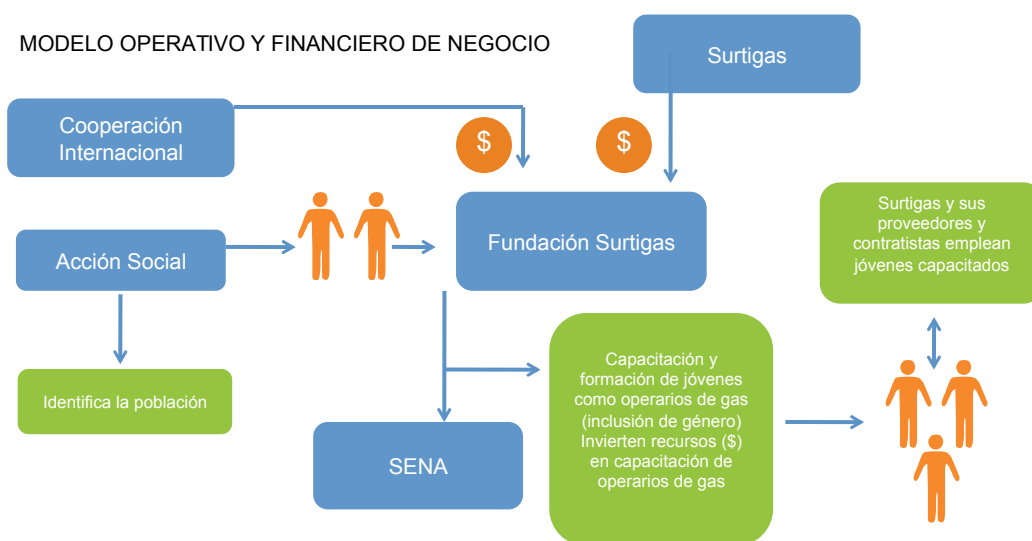 MODELO OPERATIVO Y FINANCIERO DE NEGOCIO
Surtigas
Cooperación
Internacional
$
$
Surtigas y sus
proveedores y
contratistas emplean
jóvenes capacitados
Acción Social
Fundación Surtigas
Identifica la población
Capacitación y
formación de jóvenes
como operarios de gas
(inclusión de género)
Invierten recursos ($)
en capacitación de
operarios de gas
SENA